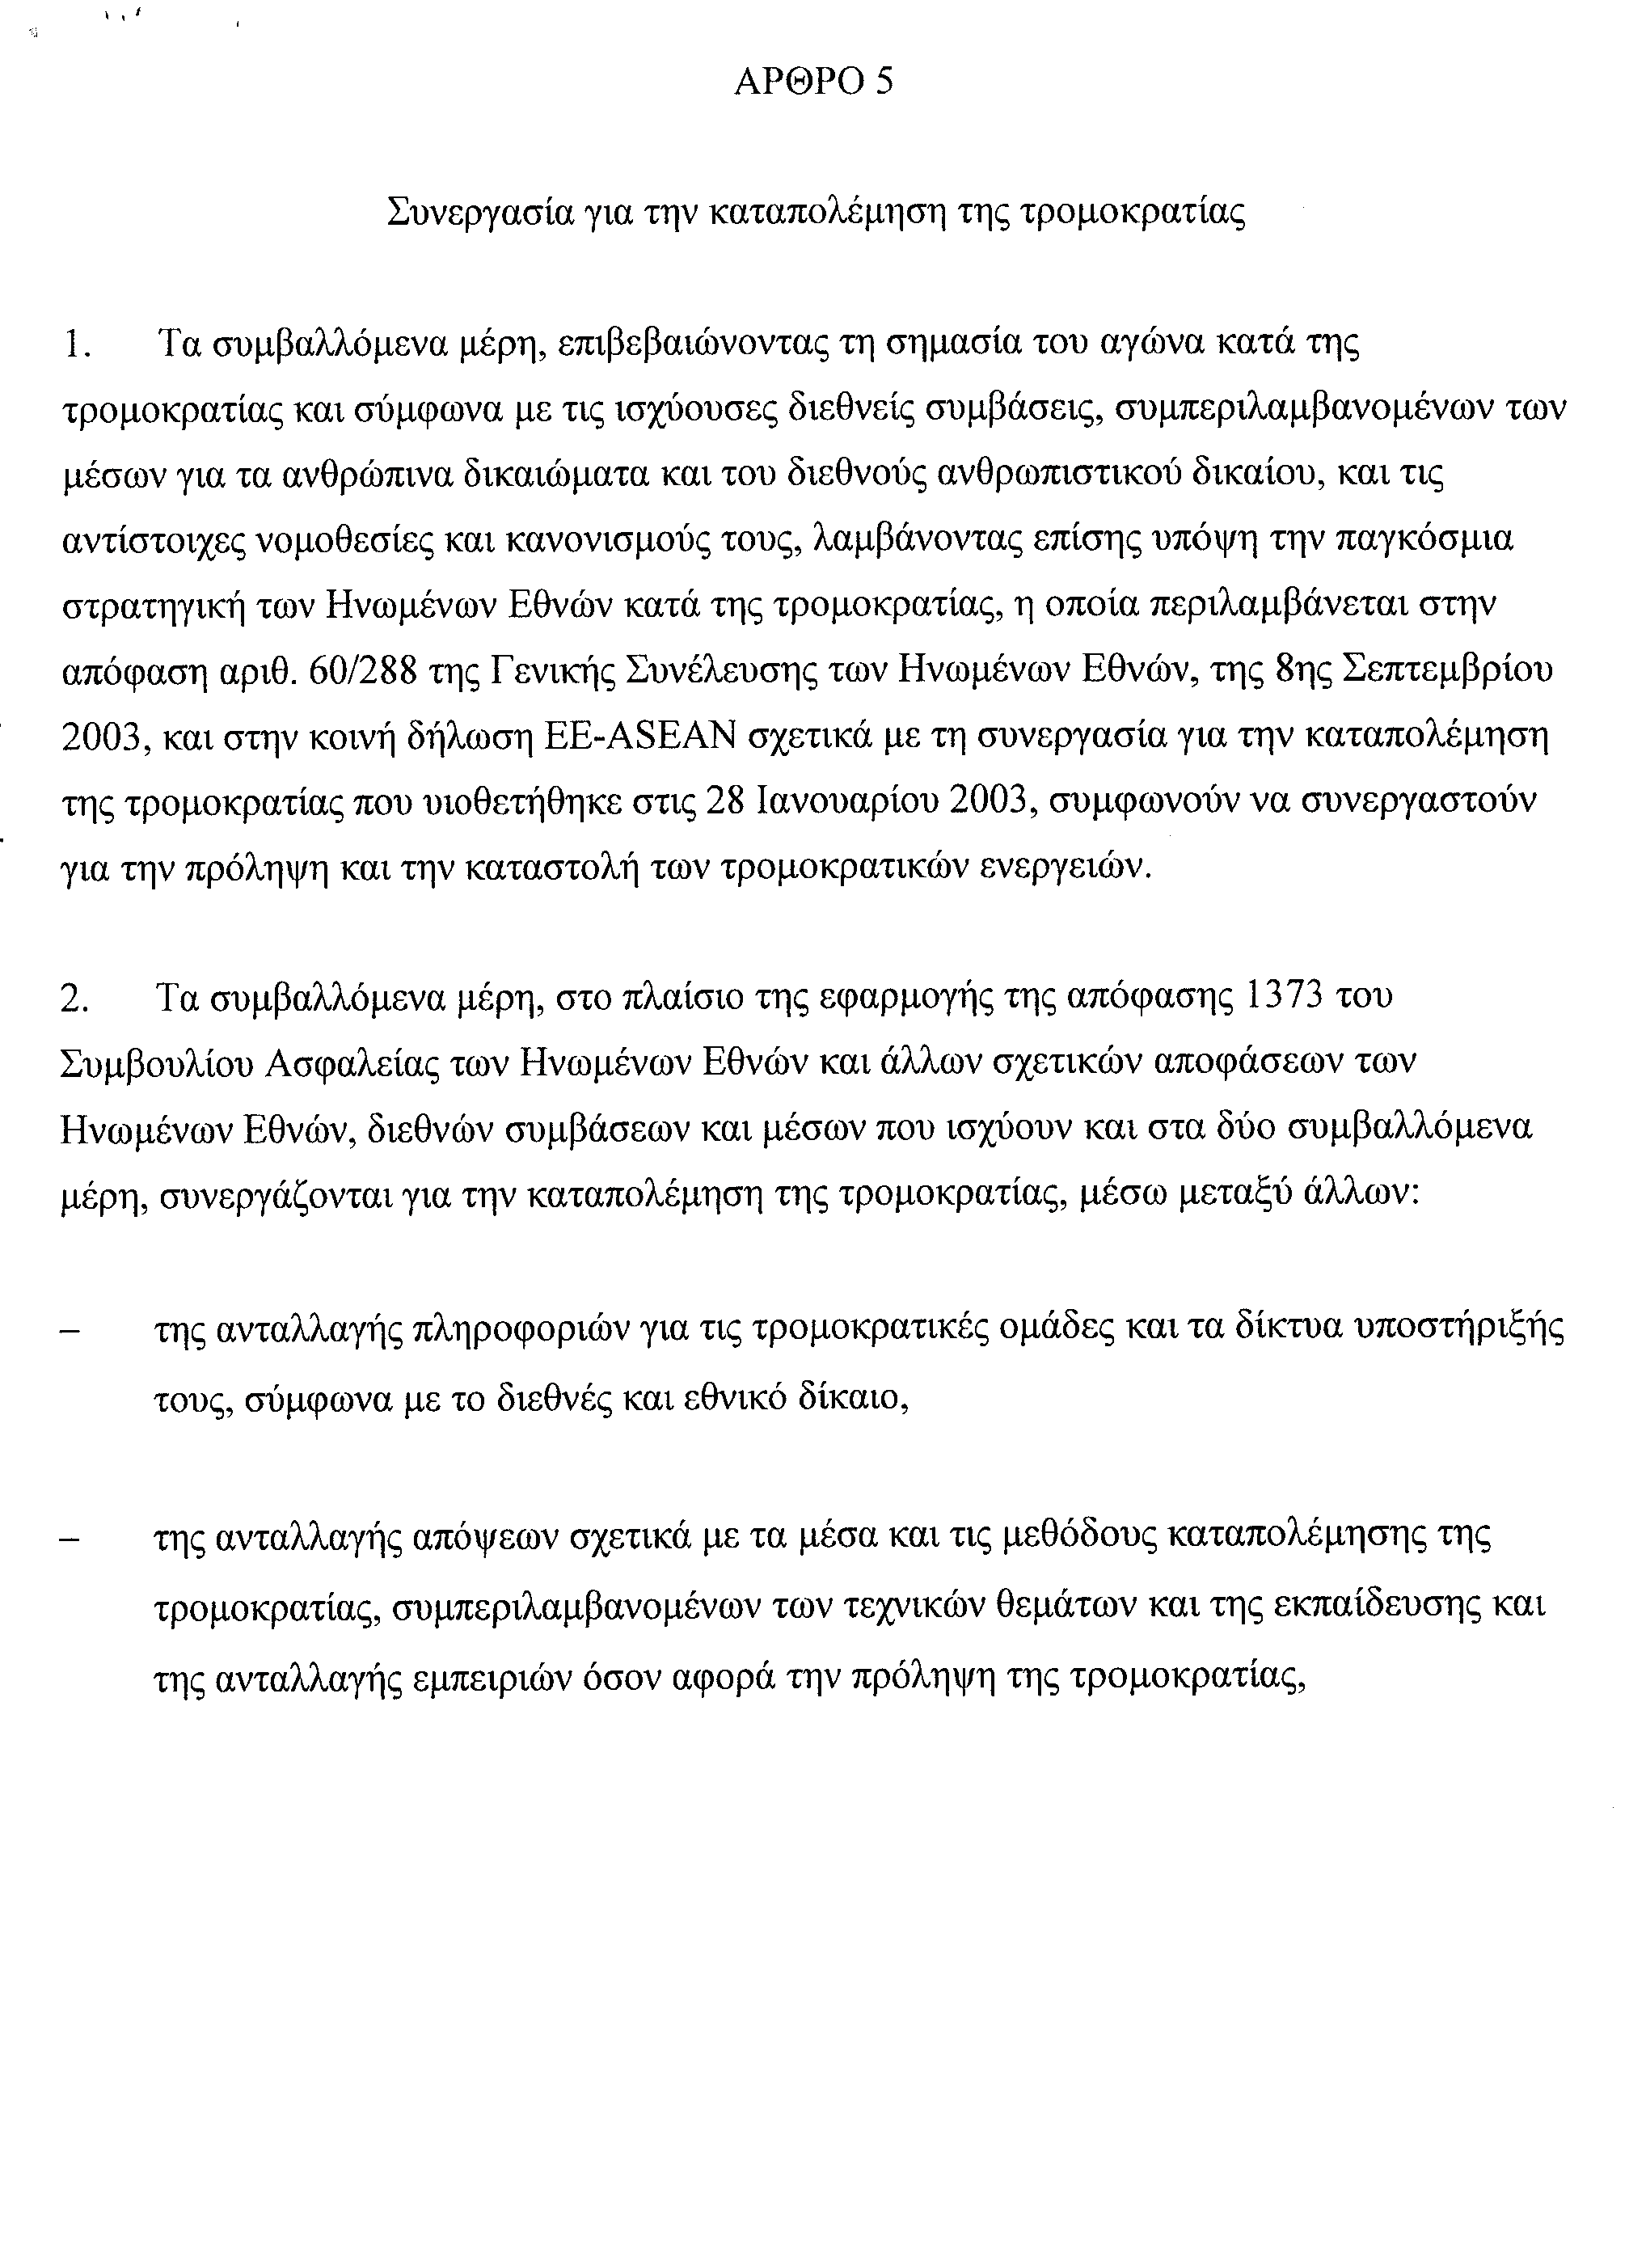 ΑΡΘΡΟ 5
Συνεργασία για την καταπολέμηση της τρομοκρατίας
1. Τα συμβαλλόμενα μέρη, επιβεβαιώνοντας τη σημασία του αγώνα κατά της
τρομοκρατίας και σύμφωνα με τις ισχύουσες διεθνείς συμβάσεις, συμπεριλαμβανομένων των
μέσων για τα ανθρώπινα δικαιώματα και του διεθνούς ανθρωπιστικού δικαίου, και τις
αντίστοιχες νομοθεσίες και κανονισμούς τους, λαμβάνοντας επίσης υπόψη την παγκόσμια
στρατηγική των Ηνωμένων Εθνών κατά της τρομοκρατίας, η οποία περιλαμβάνεται στην
απόφαση αριθ. 60/288 της Γενικής Συνέλευσης των Ηνωμένων Εθνών, της 8ης Σεπτεμβρίου
2003, και στην κοινή δήλωση ΕΕ-ASEAN σχετικά με τη συνεργασία για την καταπολέμηση
της τρομοκρατίας που υιοθετήθηκε στις 28 Ιανουαρίου 2003, συμφωνούν να συνεργαστούν
για την πρόληψη και την καταστολή των τρομοκρατικών ενεργειών.
2. Τα συμβαλλόμενα μέρη, στο πλαίσιο της εφαρμογής της απόφασης 1373 του
Συμβουλίου Ασφαλείας των Ηνωμένων Εθνών και άλλων σχετικών αποφάσεων των
Ηνωμένων Εθνών, διεθνών συμβάσεων και μέσων που ισχύουν και στα δύο συμβαλλόμενα
μέρη, συνεργάζονται για την καταπολέμηση της τρομοκρατίας, μέσω μεταξύ άλλων:
– της ανταλλαγής πληροφοριών για τις τρομοκρατικές ομάδες και τα δίκτυα υποστήριξής
τους, σύμφωνα με το διεθνές και εθνικό δίκαιο,
– της ανταλλαγής απόψεων σχετικά με τα μέσα και τις μεθόδους καταπολέμησης της
τρομοκρατίας, συμπεριλαμβανομένων των τεχνικών θεμάτων και της εκπαίδευσης και
της ανταλλαγής εμπειριών όσον αφορά την πρόληψη της τρομοκρατίας,